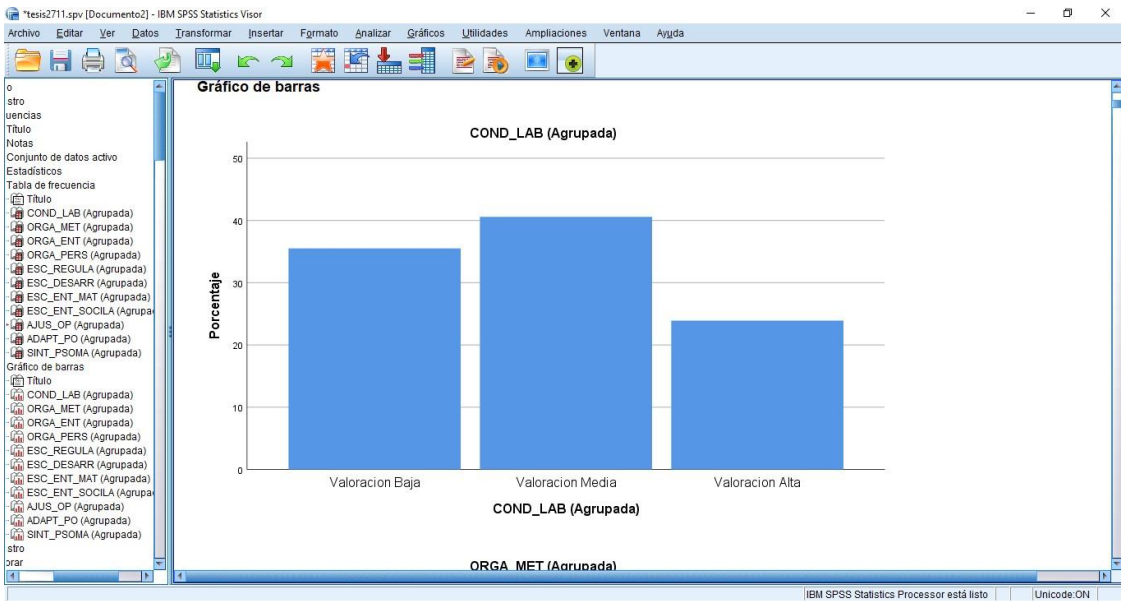 *tesis2711.spv [Documento2] - IBM SPSS Statistics Visor
Archivo Editar Ver Datos Transformar Insertar Formato Analizar Gráficos Utilidades Ampliaciones Ventana Ayuda
o
stro
uencias
Título
Notas
Conjunto de datos activo
Estadísticos
Tabla de frecuencia
Título
COND_LAB (Agrupada)
ORGA_MET (Agrupada)
ORGA_ENT (Agrupada)
ORGA_PERS (Agrupada)
ESC_REGULA (Agrupada)
ESC_DESARR (Agrupada)
ESC_ENT_MAT (Agrupada)
ESC_ENT_SOCILA (Agrupa
AJUS_OP (Agrupada)
ADAPT_PO (Agrupada)
SINT_PSOMA (Agrupada)
Gráfico de barras
Título
COND_LAB (Agrupada)
ORGA_MET (Agrupada)
ORGA_ENT (Agrupada)
ORGA_PERS (Agrupada)
ESC_REGULA (Agrupada)
ESC_DESARR (Agrupada)
ESC_ENT_MAT (Agrupada)
ESC_ENT_SOCILA (Agrupa
AJUS_OP (Agrupada)
ADAPT_PO (Agrupada)
SINT_PSOMA (Agrupada)
stro
orar
Gráfico de barras
COND_LAB (Agrupada)
Porcentaje
50
40
30
20
10
0
Valoracion Baja Valoracion Media Valoracion Alta
COND_LAB (Agrupada)
ORGA_MET (Agrupada)
IBM SPSS Statistics Processor está listo Unicode:ON